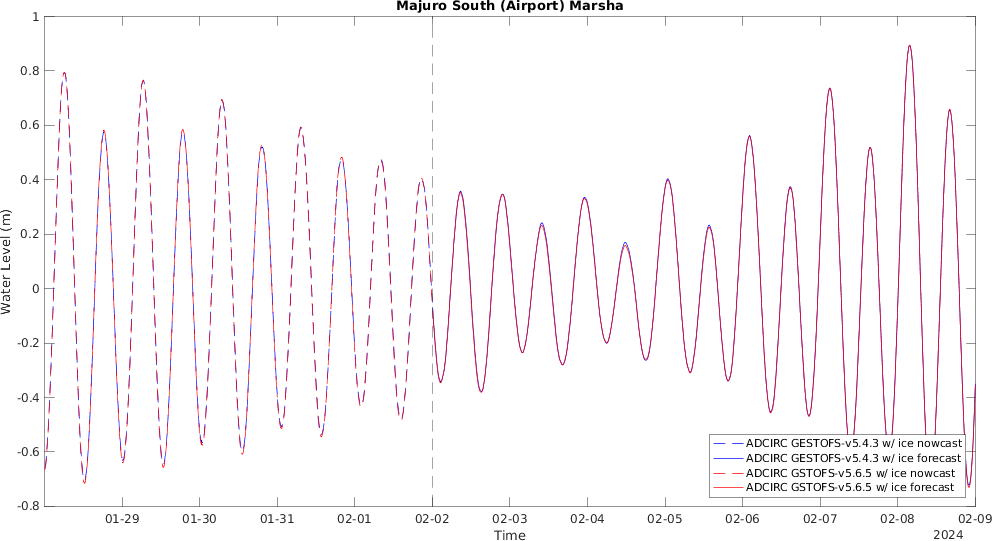 Majuro South (Airport) Marsha
1
0.8
0.6
0.4
0.2
0
-0.2
-0.4
-0.6
-0.8
Water Level (m)
ADCIRC GESTOFS-v5.4.3 w/ ice nowcast
ADCIRC GESTOFS-v5.4.3 w/ ice forecast
ADCIRC GSTOFS-v5.6.5 w/ ice nowcast
ADCIRC GSTOFS-v5.6.5 w/ ice forecast
01-29 01-30 01-31 02-01 02-02 02-03 02-04 02-05 02-06 02-07 02-08 02-09
Time
2024